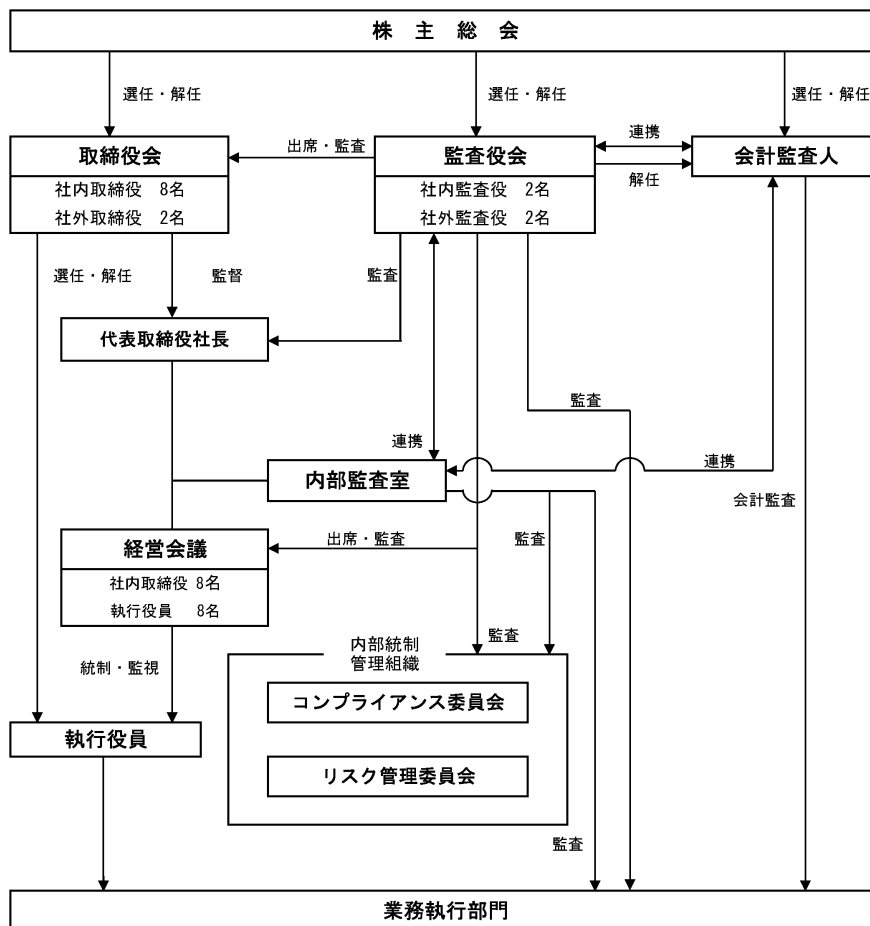 株 主 総 会
選任・解任
選任・解任
選任・解任
取締役会
社内取締役 8名
社外取締役 2名
出席・監査
監査役会
社内監査役 2名
社外監査役 2名
連携
解任
会計監査人
選任・解任
監督
監査
代表取締役社長
監査
連携
内部監査室
連携
会計監査
経営会議
社内取締役 8名
執行役員 8名
出席・監査
監査
統制・監視
監査
内部統制
管理組織
コンプライアンス委員会
リスク管理委員会
執行役員
監査
業務執行部門